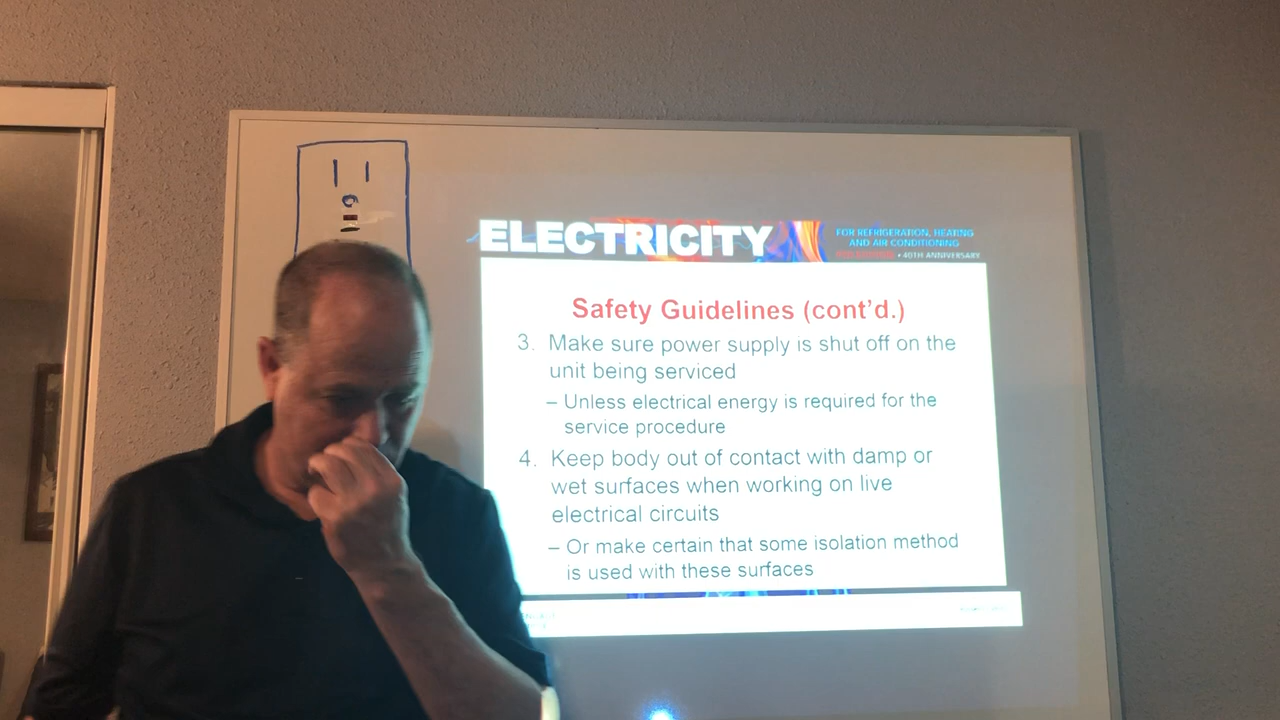 ELECTRICITY
FOR REFRIGERATION, HEATING
AND AIR CONDITIONING
• 40TH ANNIVERSARY
Safety Guidelines (cont'd.)
3. Make sure power supply is shut off on the
unit being serviced
– Unless electrical energy is required for the
service procedure
4. Keep body out of contact with damp or
wet surfaces when working on live
electrical circuits
– Or make certain that some isolation method
is used with these surfaces